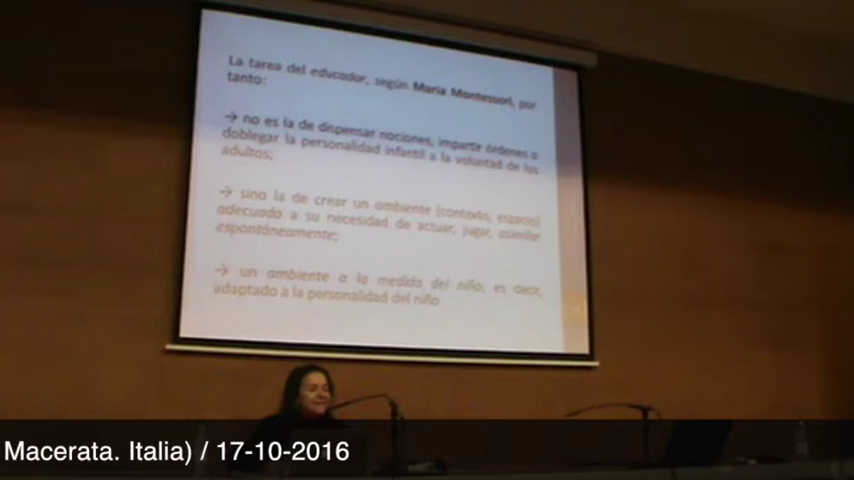 La tarea del educador, según Maria Montessori, por
tanto:
→ no es la de dispensar nociones, impartir órdenes o
doblegar la personalidad infantil a la voluntad de los
adultos;
→ sino la de crear un ambiente (contexto, espacio)
adecuado a su necesidad de actuar, jugar, asimilar
espontáneamente;
→ un ambiente a la medida del niño, es decir,
adaptado a la personalidad del niño
Macerata. Italia) / 17-10-2016